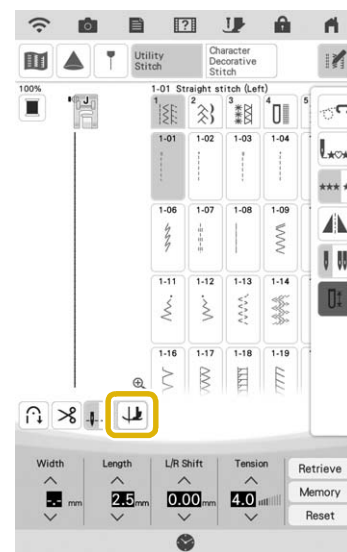 Utility
Stitch
Character
Decorative
Stitch
100%
1-01 Straight stitch (Left)
J
1 2 3 4 5
1-01 1-02 1-03 1-04
1-06 1-07 1-08 1-09
1-11 1-12 1-13 1-14
1-16 1-17 1-18 1-19
Width Length L/R Shift Tension
-.- mm 2.5 mm 0.00 mm 4.0
Retrieve
Memory
Reset